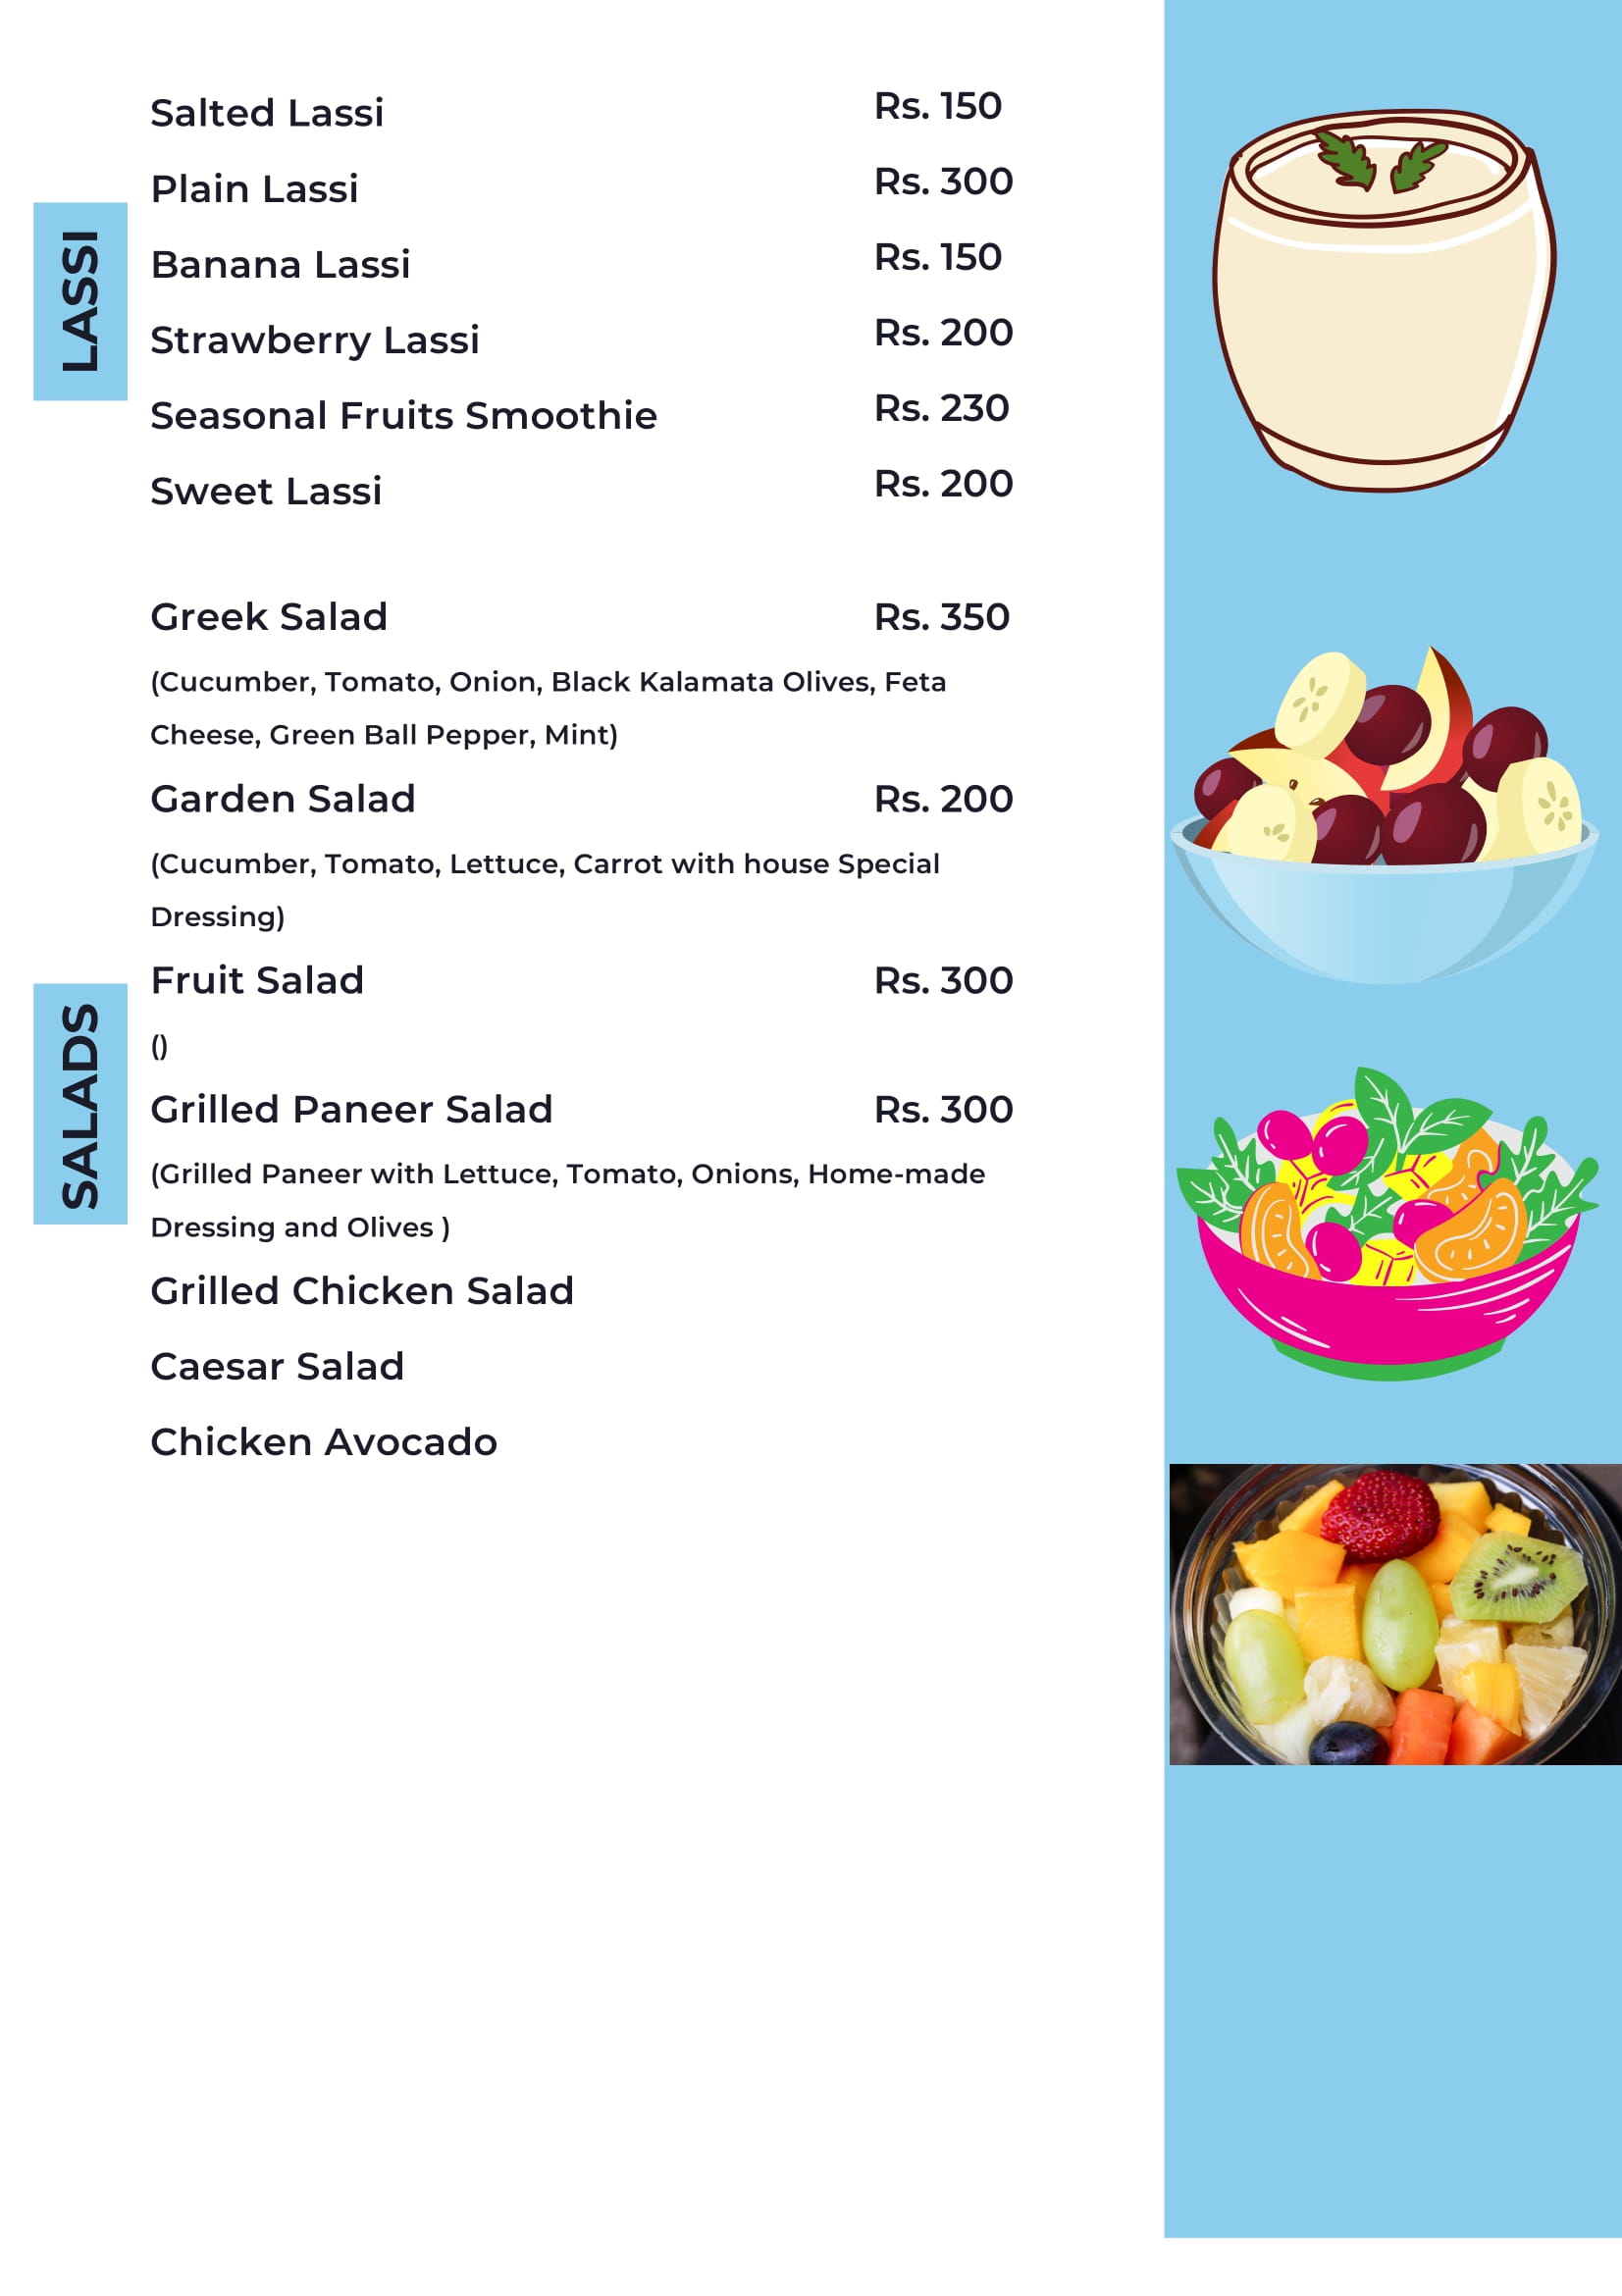 LASSI
Salted Lassi Rs. 150
Plain Lassi Rs. 300
Banana Lassi Rs. 150
Strawberry Lassi Rs. 200
Seasonal Fruits Smoothie Rs. 230
Sweet Lassi Rs. 200
SALADS
Greek Salad Rs. 350
(Cucumber, Tomato, Onion, Black Kalamata Olives, Feta
Cheese, Green Ball Pepper, Mint)
Garden Salad Rs. 200
(Cucumber, Tomato, Lettuce, Carrot with house Special
Dressing)
Fruit Salad Rs. 300
()
Grilled Paneer Salad Rs. 300
(Grilled Paneer with Lettuce, Tomato, Onions, Home-made
Dressing and Olives )
Grilled Chicken Salad
Caesar Salad
Chicken Avocado